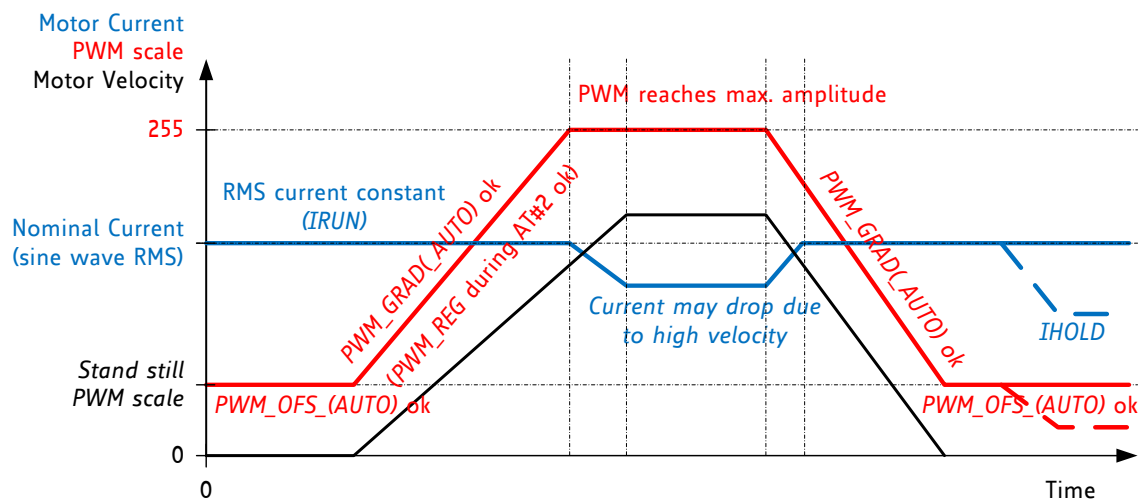 Motor Current
PWM scale
Motor Velocity
PWM reaches max. amplitude
255
RMS current constant
(IRUN)
PWM_GRAD(_AUTO) ok
(PWM_REG during AT#2 ok)
PWM_GRAD(_AUTO) ok
Nominal Current
(sine wave RMS)
Current may drop due
to high velocity
IHOLD
Stand still
PWM scale
PWM_OFS_(AUTO) ok
PWM_OFS_(AUTO) ok
0
0
Time